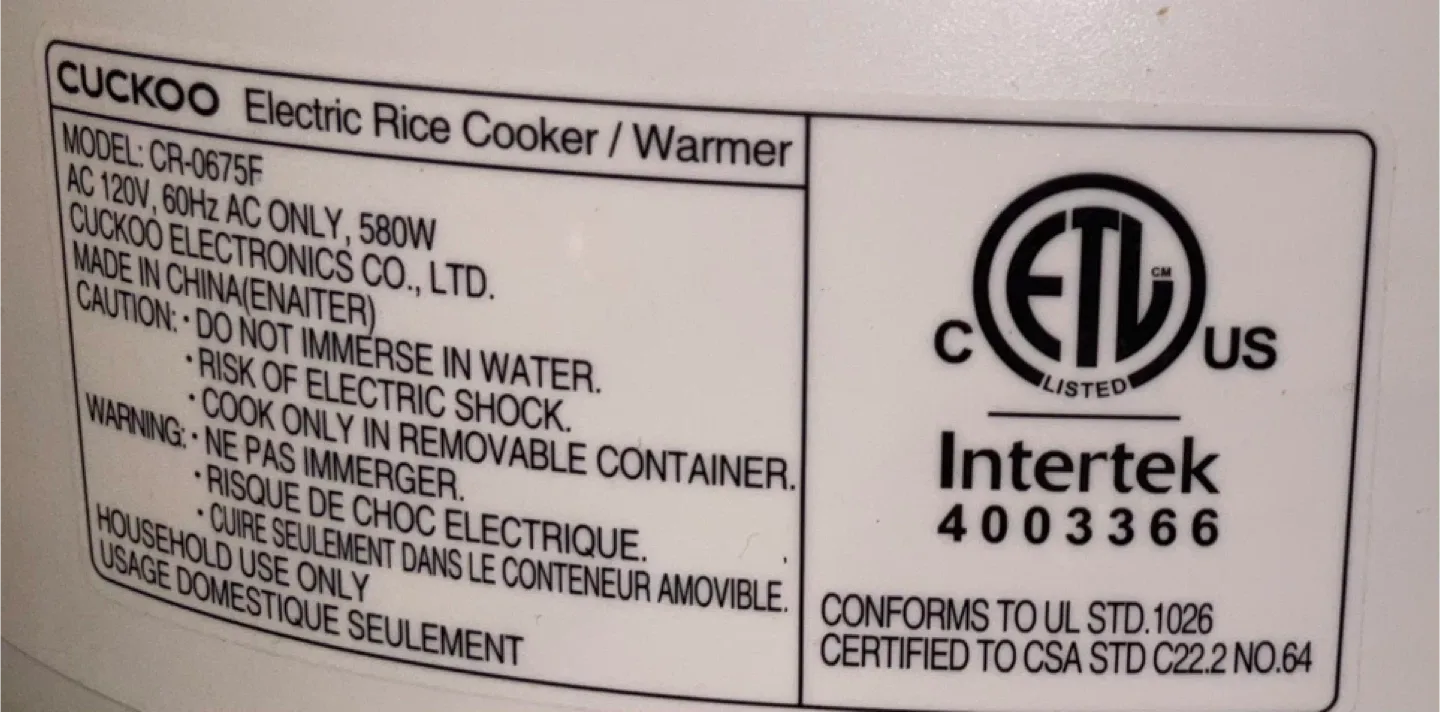 CUCKOO Electric Rice Cooker / Warmer
MODEL: CR-0675F
AC 120V, 60Hz AC ONLY, 580W
CUCKOO ELECTRONICS CO., LTD.
MADE IN CHINA(ENAITER)
CAUTION: · DO NOT IMMERSE IN WATER.
· RISK OF ELECTRIC SHOCK.
· COOK ONLY IN REMOVABLE CONTAINER.
WARNING: · NE PAS IMMERGER.
· RISQUE DE CHOC ELECTRIQUE.
· CUIRE SEULEMENT DANS LE CONTENEUR AMOVIBLE.
HOUSEHOLD USE ONLY
USAGE DOMESTIQUE SEULEMENT
ETL CM
C US
LISTED
Intertek
4003366
CONFORMS TO UL STD.1026
CERTIFIED TO CSA STD C22.2 NO.64